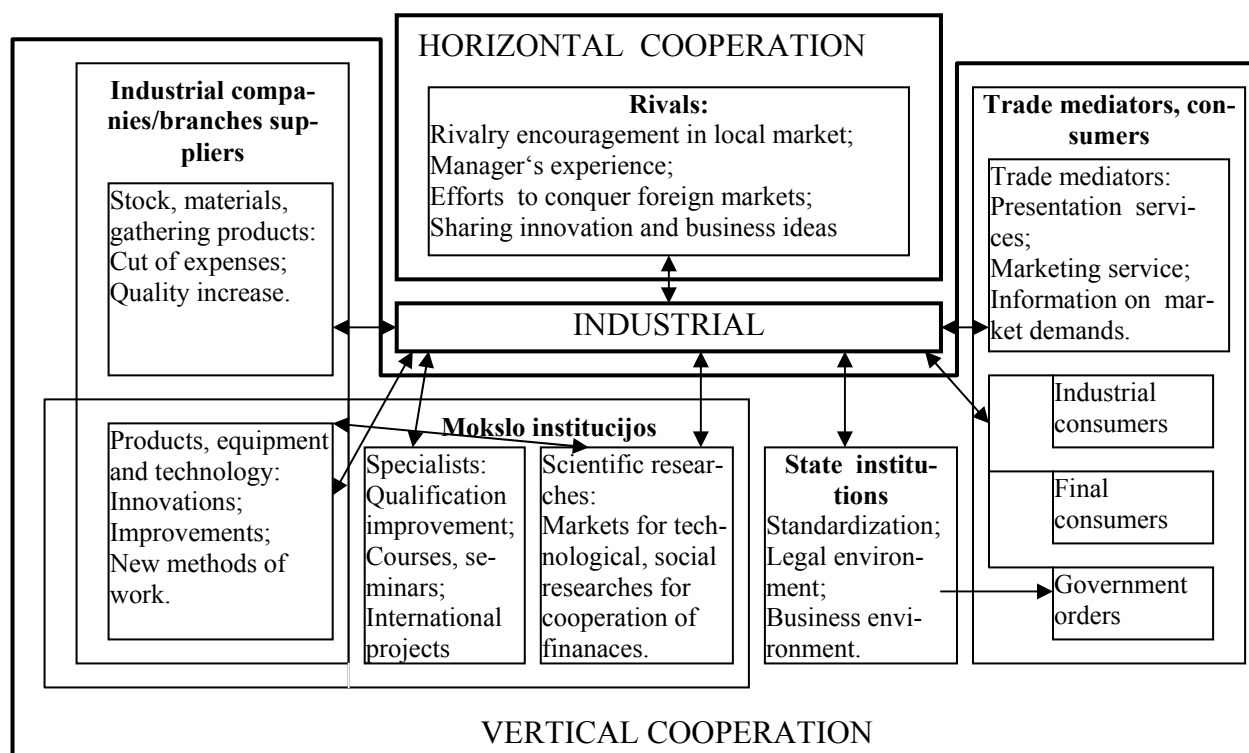 HORIZONTAL COOPERATION
Rivals:
Rivalry encouragement in local market;
Manager‘s experience;
Efforts to conquer foreign markets;
Sharing innovation and business ideas
Industrial compa-
nies/branches sup-
pliers
Stock, materials,
gathering products:
Cut of expenses;
Quality increase.
Trade mediators, con-
sumers
Trade mediators:
Presentation servi-
ces;
Marketing service;
Information on mar-
ket demands.
INDUSTRIAL
Industrial
consumers
Final
consumers
Government
orders
Mokslo institucijos
Products, equipment
and technology:
Innovations;
Improvements;
New methods of
work.
Specialists:
Qualification
improvement;
Courses, se-
minars;
International
projects
Scientific resear-
ches:
Markets for tech-
nological, social
researches for
cooperation of
finanaces.
State institu-
tions
Standardization;
Legal environ-
ment;
Business envi-
ronment.
VERTICAL COOPERATION